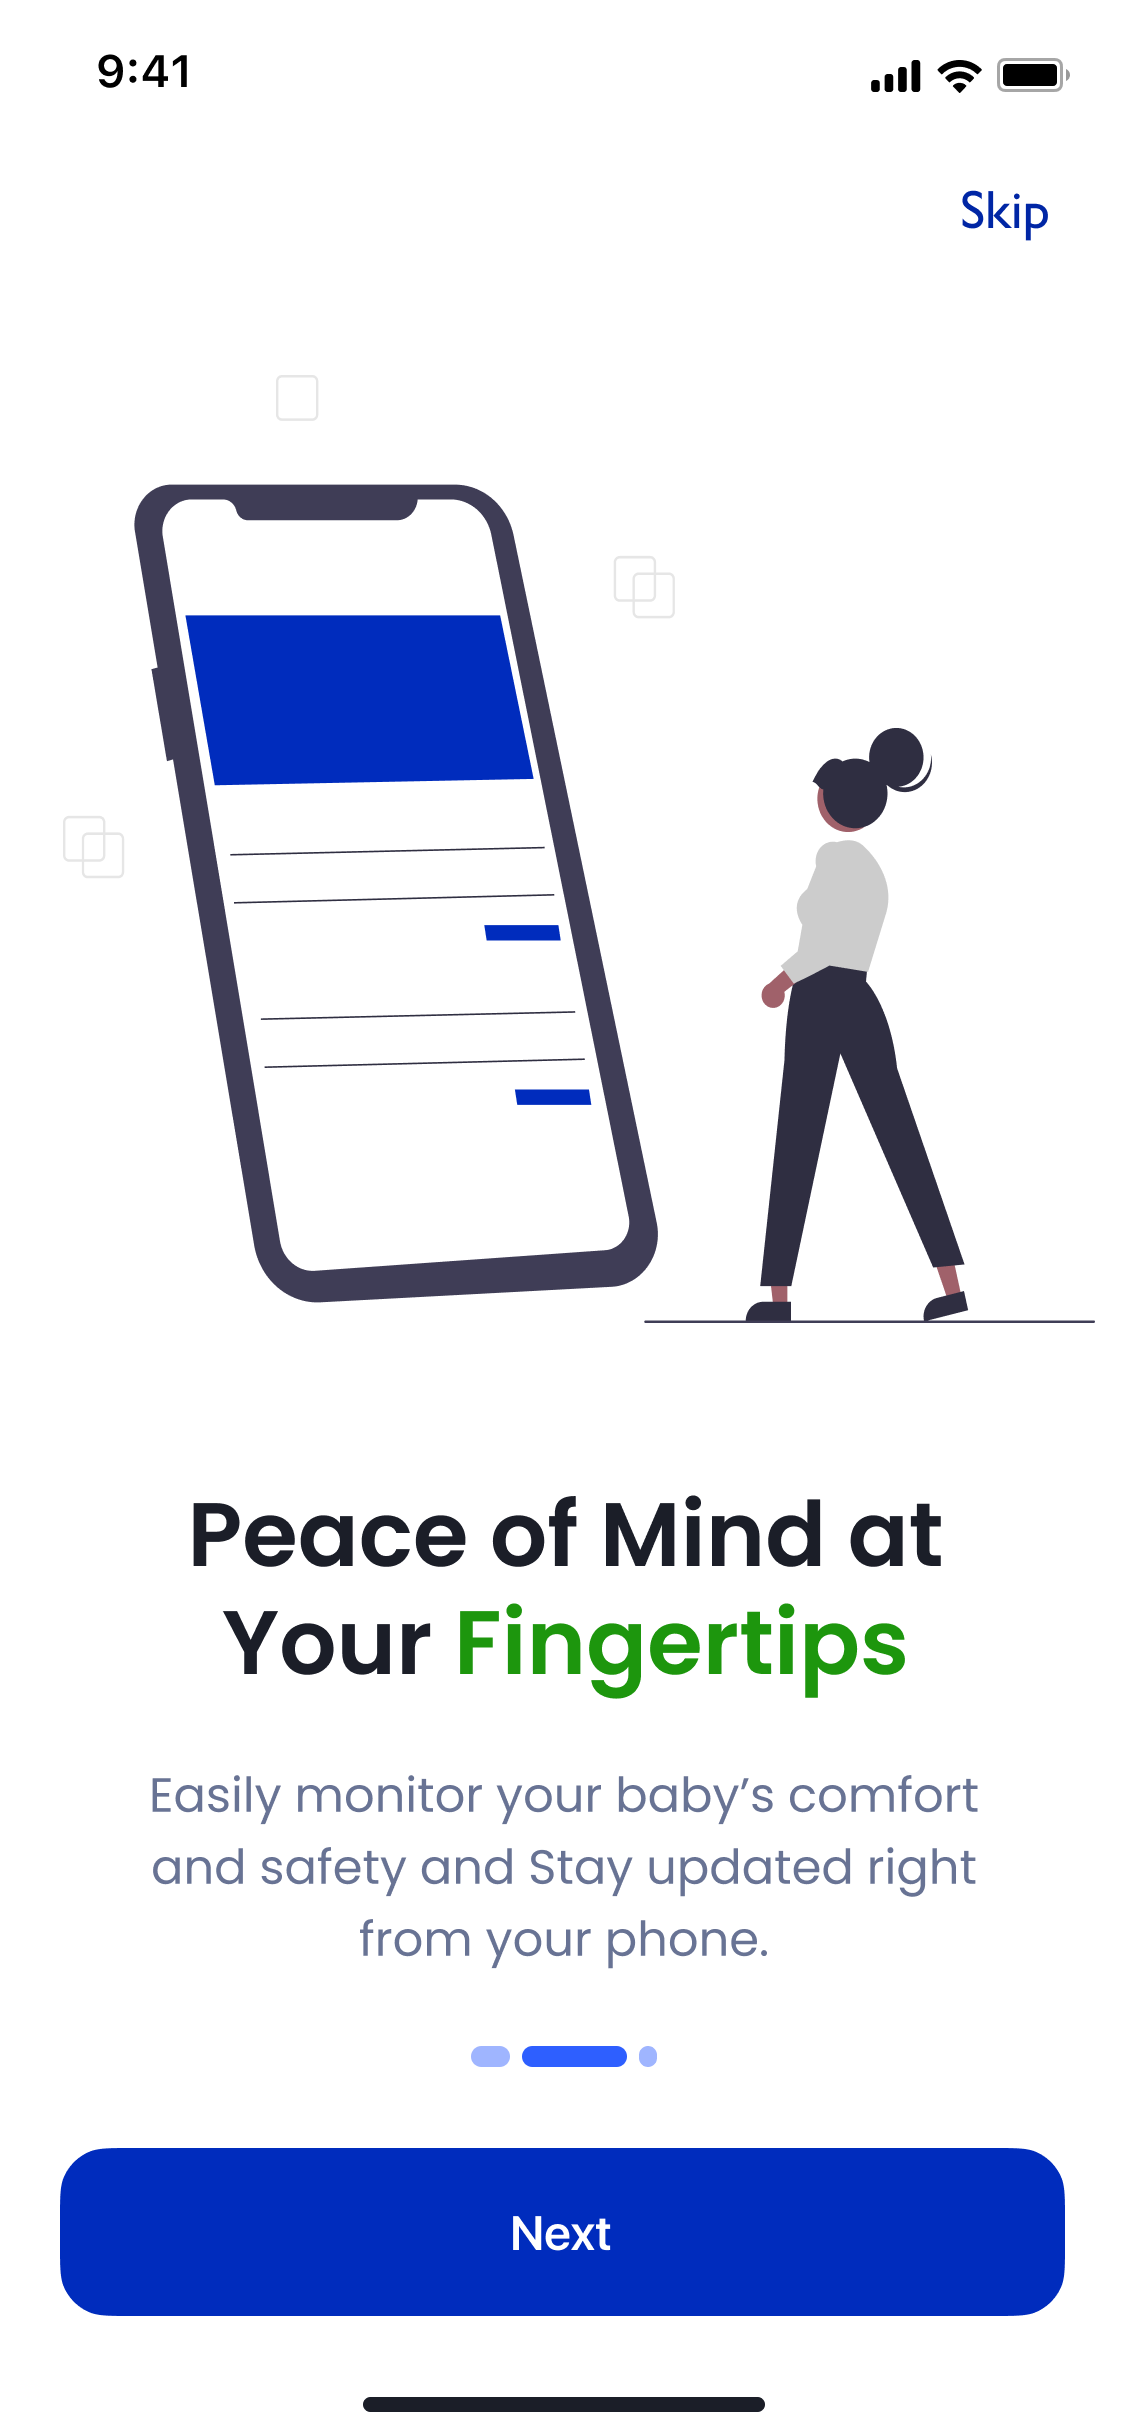 9:41
Skip
Peace of Mind at
Your Fingertips
Easily monitor your baby’s comfort
and safety and Stay updated right
from your phone.
Next